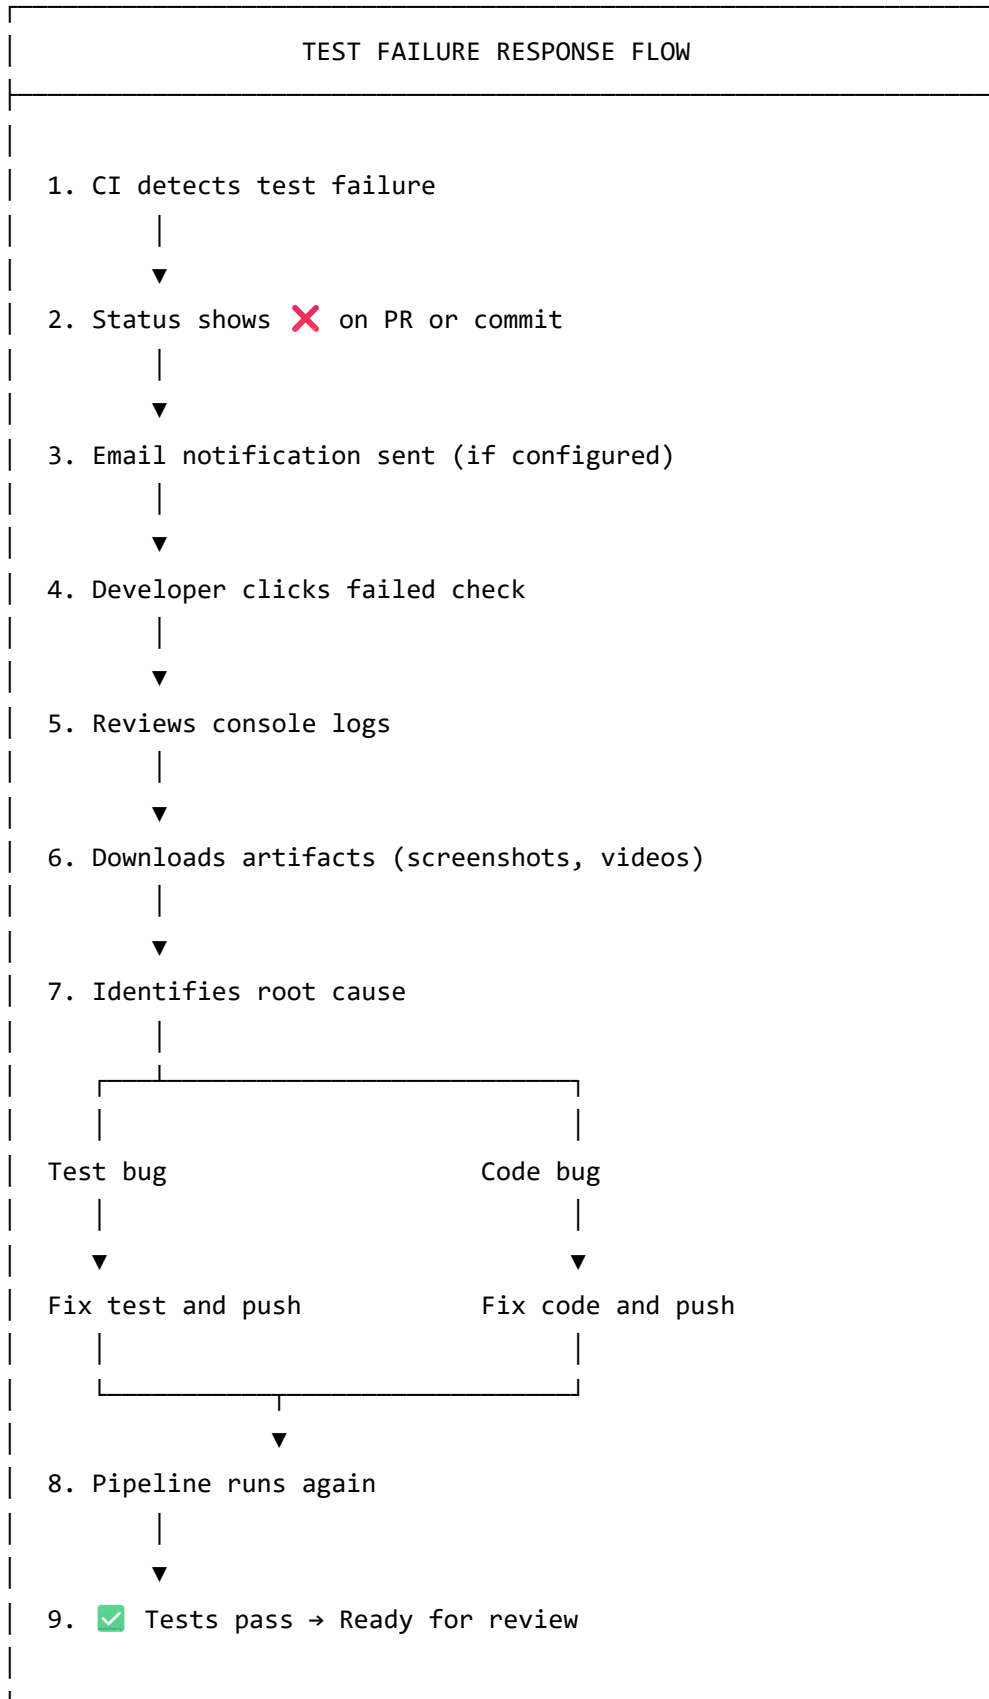 TEST FAILURE RESPONSE FLOW
1. CI detects test failure
2. Status shows ❌ on PR or commit
3. Email notification sent (if configured)
4. Developer clicks failed check
5. Reviews console logs
6. Downloads artifacts (screenshots, videos)
7. Identifies root cause
Test bug Code bug
Fix test and push Fix code and push
8. Pipeline runs again
9. ✅ Tests pass → Ready for review